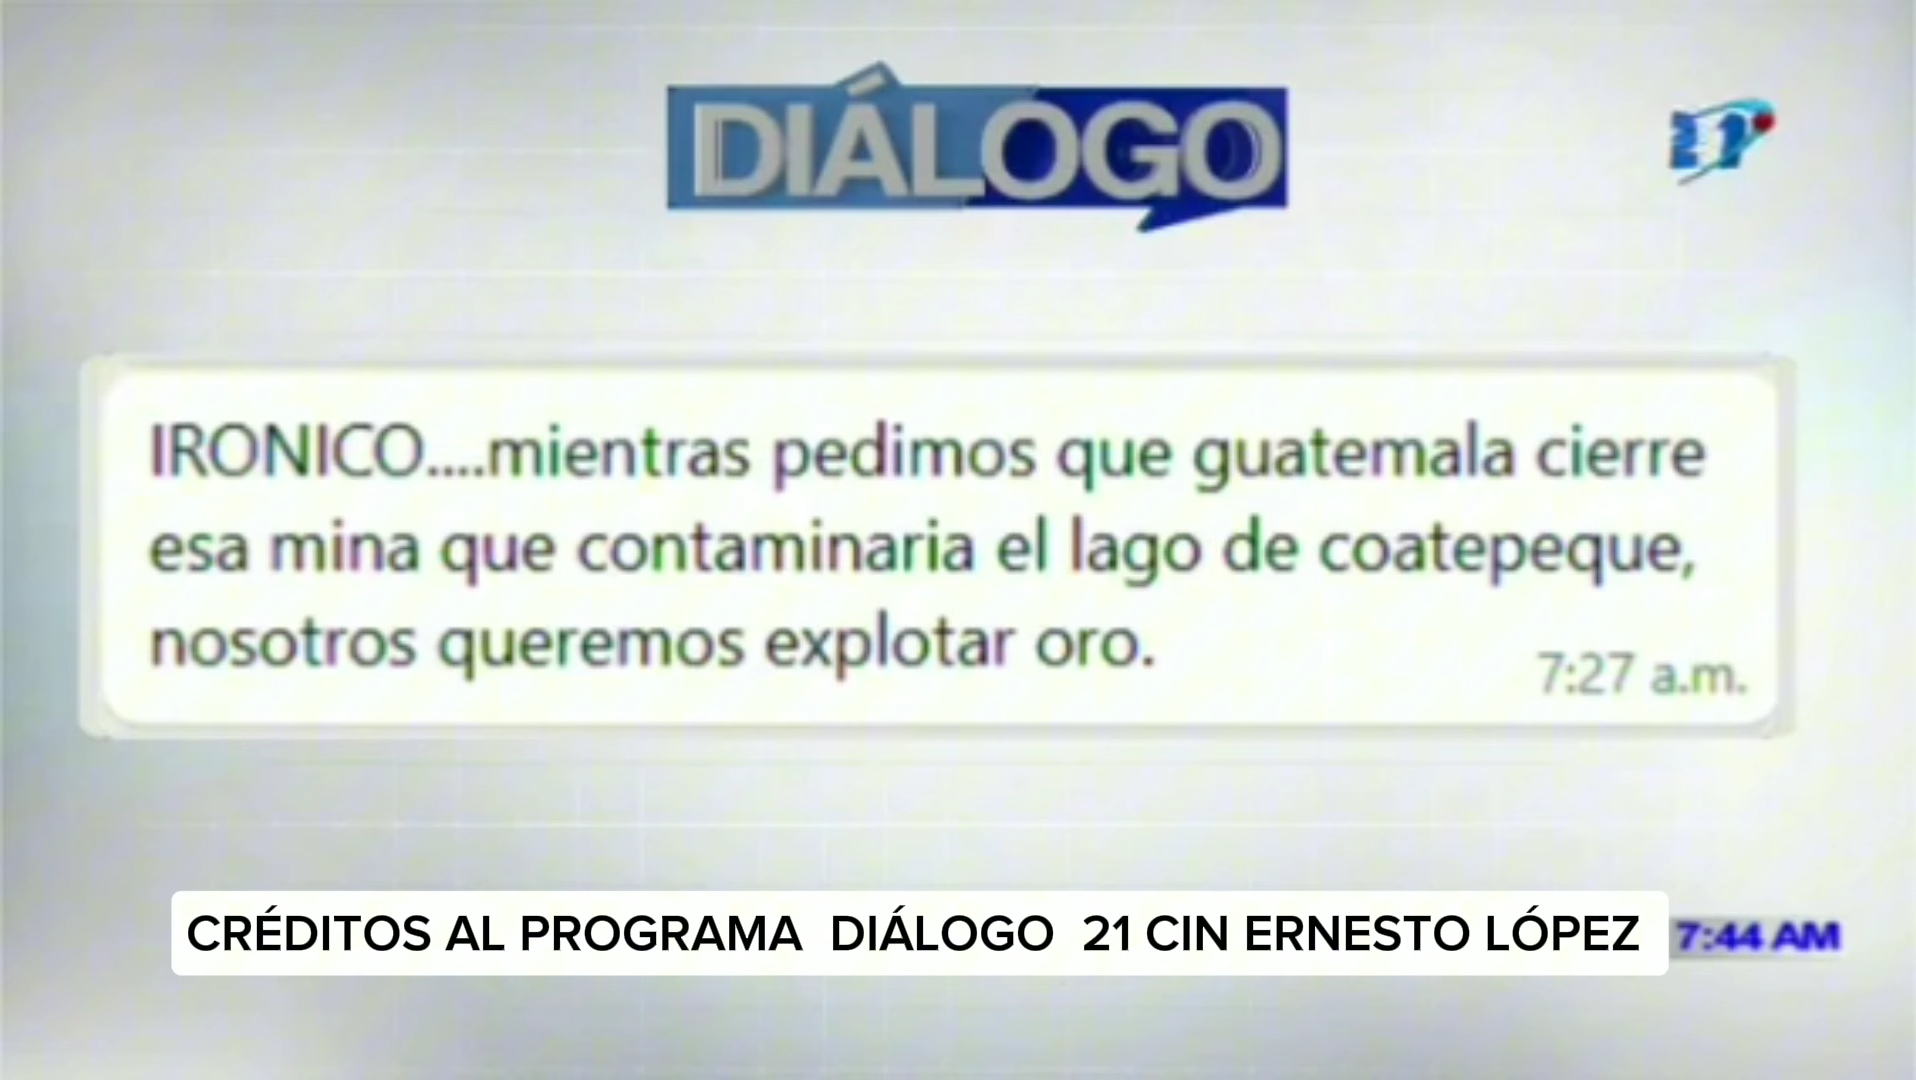 DIÁLOGO
IRONICO....mientras pedimos que guatemala cierre
esa mina que contaminaria el lago de coatepeque,
nosotros queremos explotar oro.
7:27 a.m.
CRÉDITOS AL PROGRAMA DIÁLOGO 21 CIN ERNESTO LÓPEZ
7:44 AM